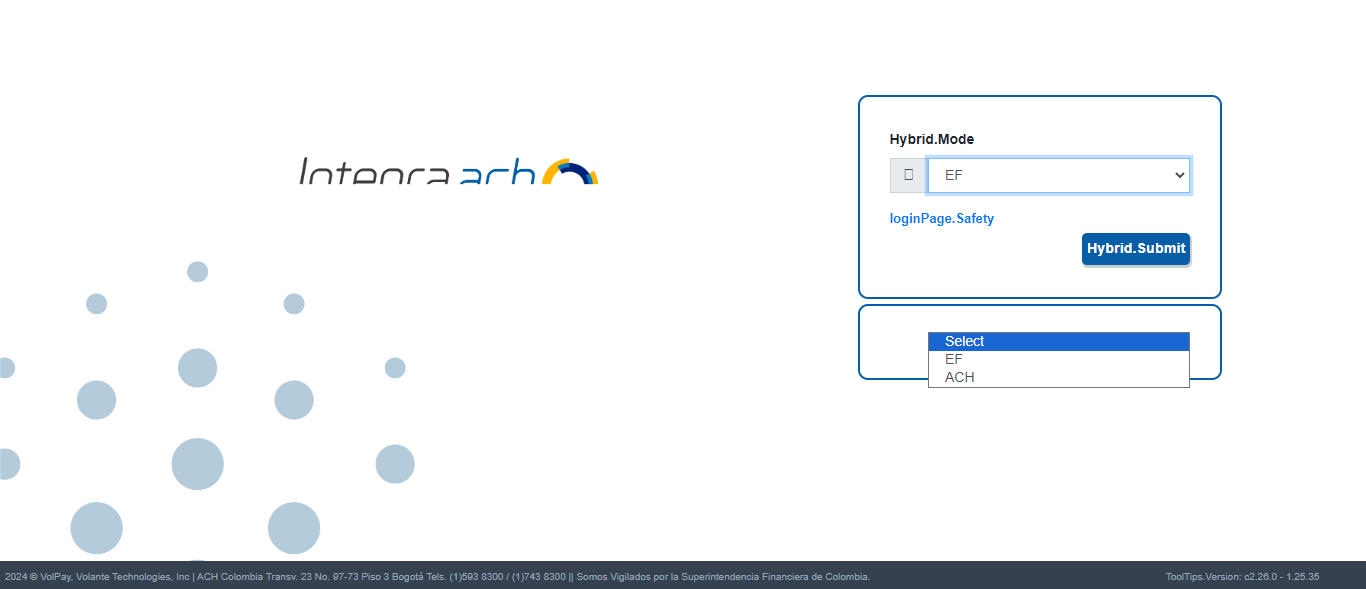 Hybrid.Mode
EF
loginPage.Safety
Hybrid.Submit
Select
EF
ACH
2024 © VolPay, Volante Technologies, Inc | ACH Colombia Transv. 23 No. 97-73 Piso 3 Bogotá Tels. (1)593 8300 / (1)743 8300 || Somos Vigilados por la Superintendencia Financiera de Colombia.
ToolTips.Version: c2.26.0 - 1.25.35